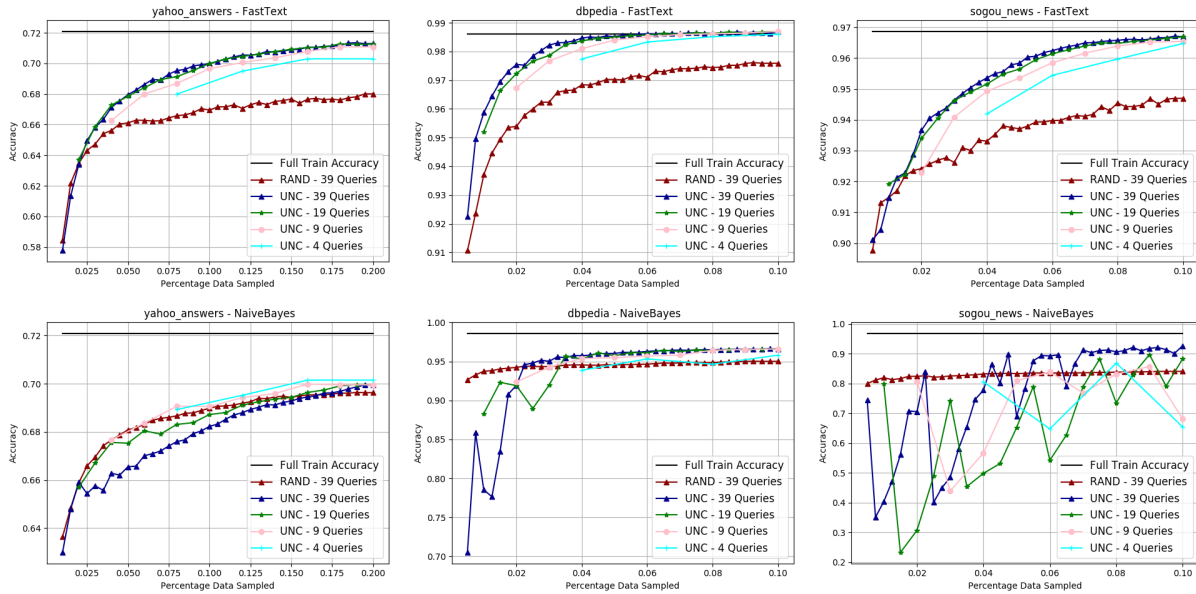 yahoo_answers - FastText
0.72
0.70
0.68
0.66
0.64
0.62
0.60
0.58
Accuracy
0.025 0.050 0.075 0.100 0.125 0.150 0.175 0.200
Percentage Data Sampled
Full Train Accuracy
RAND - 39 Queries
UNC - 39 Queries
UNC - 19 Queries
UNC - 9 Queries
UNC - 4 Queries
dbpedia - FastText
0.99
0.98
0.97
0.96
0.95
0.94
0.93
0.92
0.91
Accuracy
0.02 0.04 0.06 0.08 0.10
Percentage Data Sampled
Full Train Accuracy
RAND - 39 Queries
UNC - 39 Queries
UNC - 19 Queries
UNC - 9 Queries
UNC - 4 Queries
sogou_news - FastText
0.97
0.96
0.95
0.94
0.93
0.92
0.91
0.90
Accuracy
0.02 0.04 0.06 0.08 0.10
Percentage Data Sampled
Full Train Accuracy
RAND - 39 Queries
UNC - 39 Queries
UNC - 19 Queries
UNC - 9 Queries
UNC - 4 Queries
yahoo_answers - NaiveBayes
0.72
0.70
0.68
0.66
0.64
Accuracy
0.025 0.050 0.075 0.100 0.125 0.150 0.175 0.200
Percentage Data Sampled
Full Train Accuracy
RAND - 39 Queries
UNC - 39 Queries
UNC - 19 Queries
UNC - 9 Queries
UNC - 4 Queries
dbpedia - NaiveBayes
1.00
0.95
0.90
0.85
0.80
0.75
0.70
Accuracy
0.02 0.04 0.06 0.08 0.10
Percentage Data Sampled
Full Train Accuracy
RAND - 39 Queries
UNC - 39 Queries
UNC - 19 Queries
UNC - 9 Queries
UNC - 4 Queries
sogou_news - NaiveBayes
1.0
0.9
0.8
0.7
0.6
0.5
0.4
0.3
0.2
Accuracy
0.02 0.04 0.06 0.08 0.10
Percentage Data Sampled
Full Train Accuracy
RAND - 39 Queries
UNC - 39 Queries
UNC - 19 Queries
UNC - 9 Queries
UNC - 4 Queries